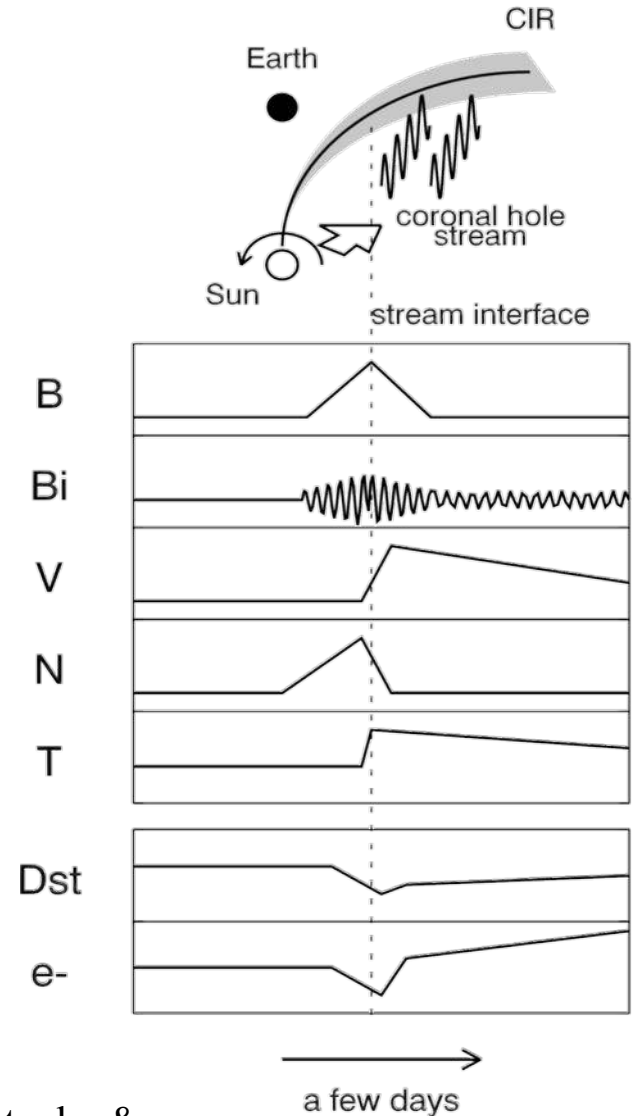 CIR
Earth
coronal hole
stream
Sun
stream interface
B
Bi
V
N
T
Dst
e-
a few days